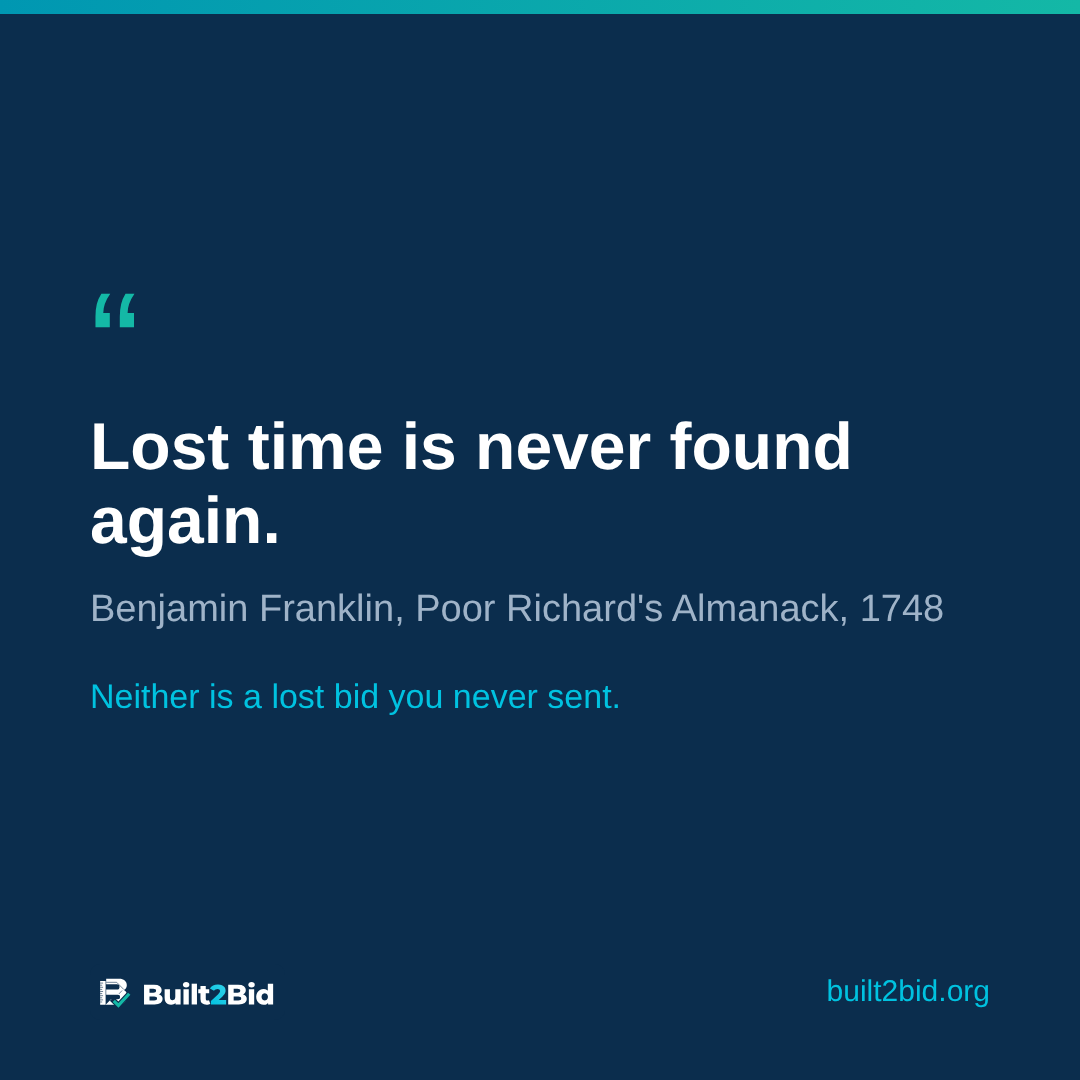 “
Lost time is never found
again.
Benjamin Franklin, Poor Richard's Almanack, 1748
Neither is a lost bid you never sent.
Built2Bid
built2bid.org